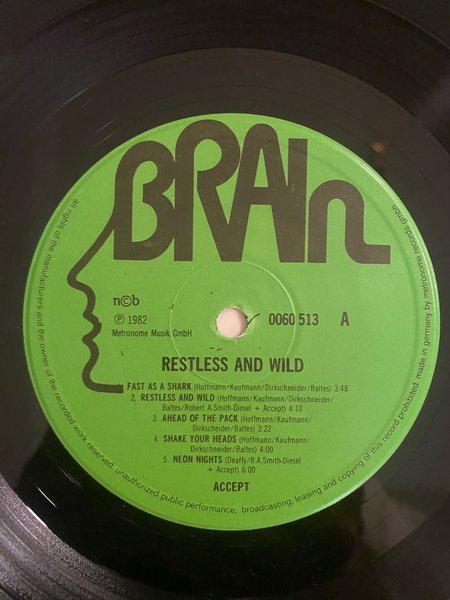 BRAIn
ncb
℗ 1982
Metronome Musik GmbH
0060 513 A
RESTLESS AND WILD
FAST AS A SHARK (Hoffmann/Kaufmann/Dirkschneider/Baltes) 3:48
2. RESTLESS AND WILD (Hoffmann/Kaufmann/Dirkschneider/
Baltes/Robert A.Smith-Diesel + Accept) 4:10
3. AHEAD OF THE PACK (Hoffmann/Kaufmann/
Dirkschneider/Baltes) 3:22
4. SHAKE YOUR HEADS (Hoffmann/Kaufmann/
Dirkschneider/Baltes) 4:00
5. NEON NIGHTS (Deaffy/R.A.Smith-Diesel
+ Accept) 6:00
ACCEPT
all rights of the manufacturers and the owner of the recorded work reserved. unauthorized public performance, broadcasting, leasing and copying of this record prohibited. made in germany by metronome records gmbh